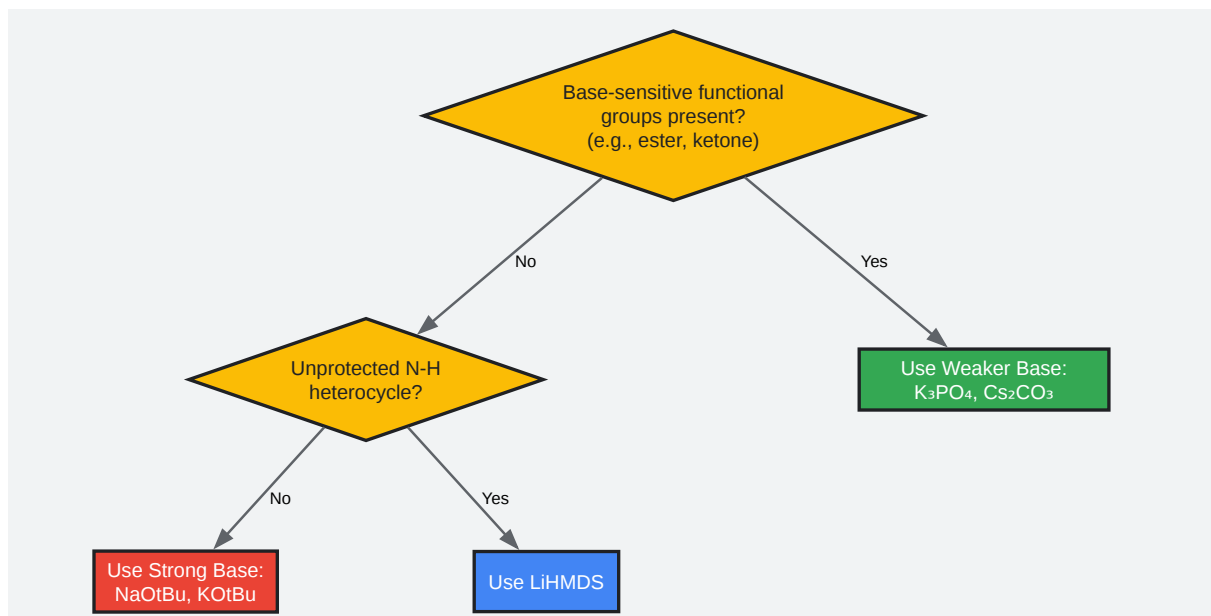 Base-sensitive functional
groups present?
(e.g., ester, ketone)
No
Yes
Unprotected N-H
heterocycle?
Use Weaker Base:
K₃PO₄, Cs₂CO₃
No
Yes
Use Strong Base:
NaOtBu, KOtBu
Use LiHMDS